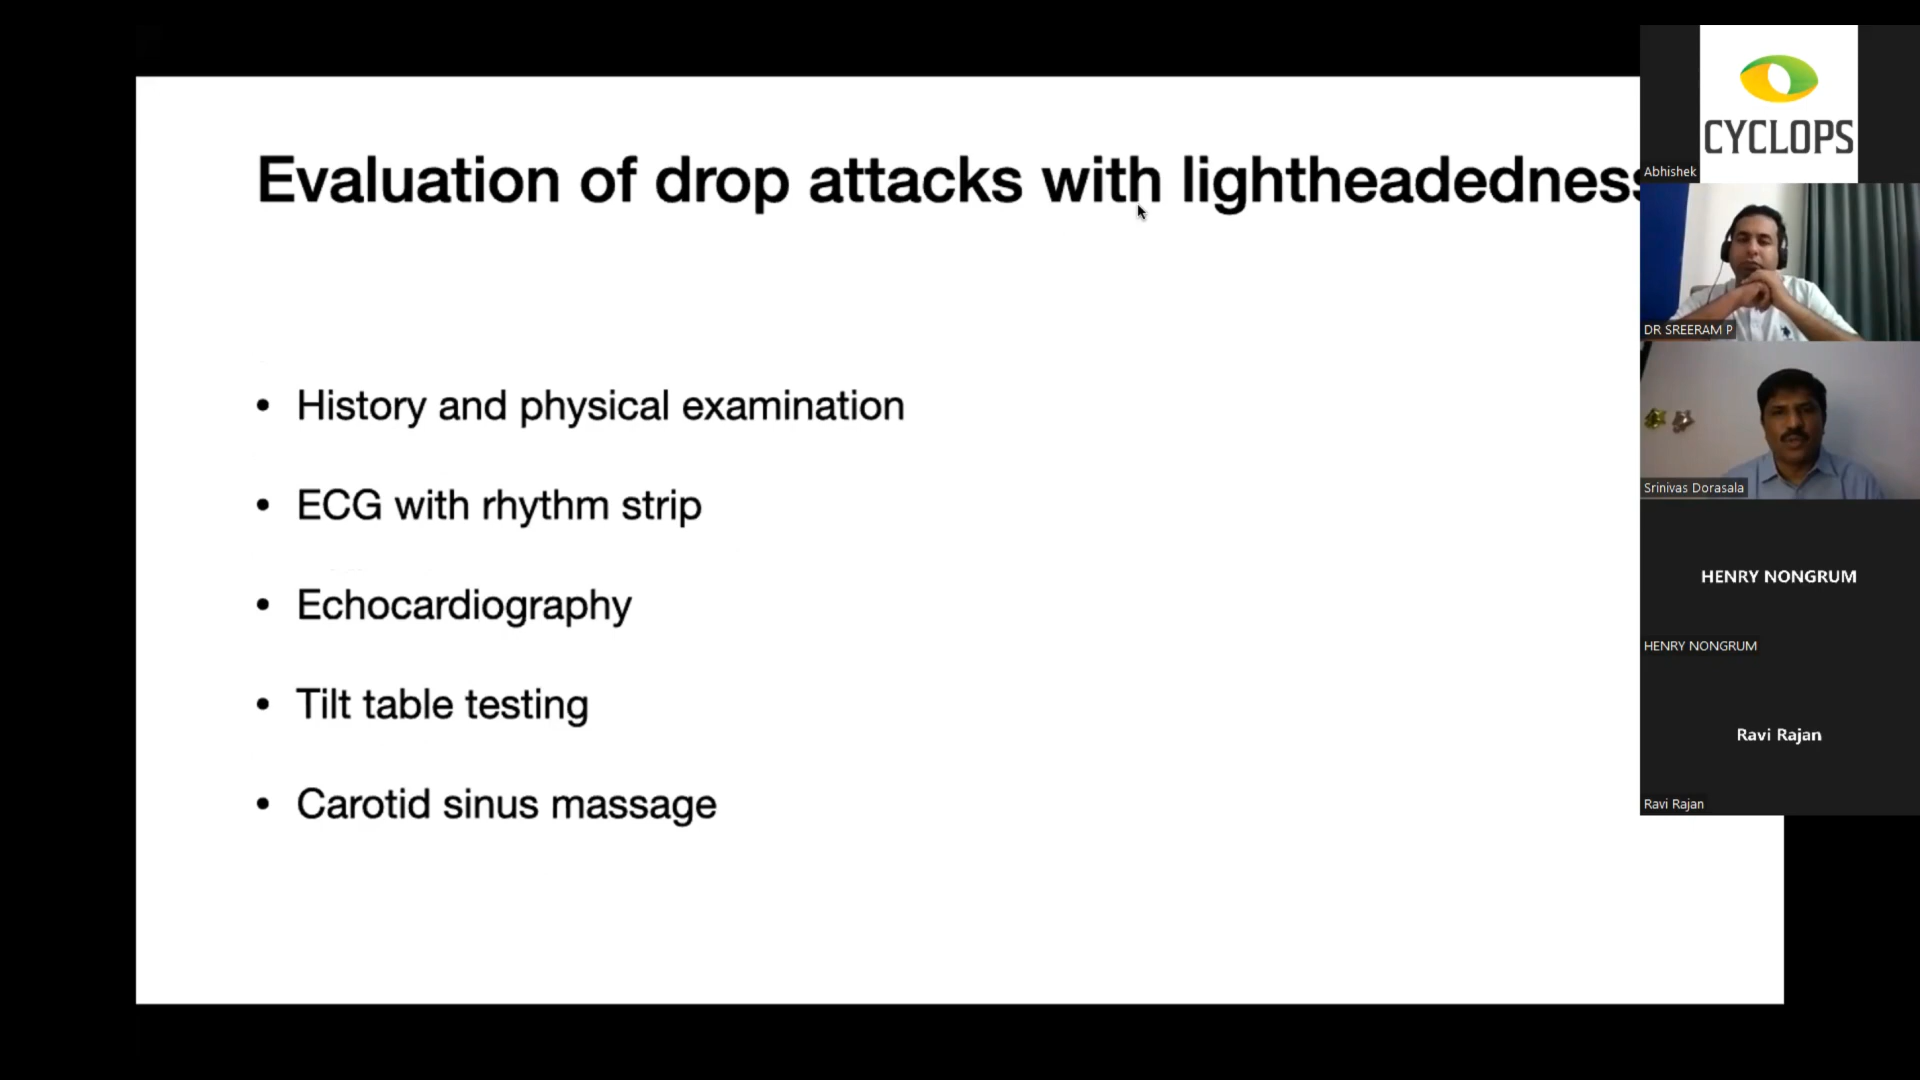 Evaluation of drop attacks with lightheadedness
• History and physical examination
• ECG with rhythm strip
• Echocardiography
• Tilt table testing
• Carotid sinus massage
CYCLOPS
Abhishek
DR SREERAM P
Srinivas Dorasala
HENRY NONGRUM
HENRY NONGRUM
Ravi Rajan
Ravi Rajan